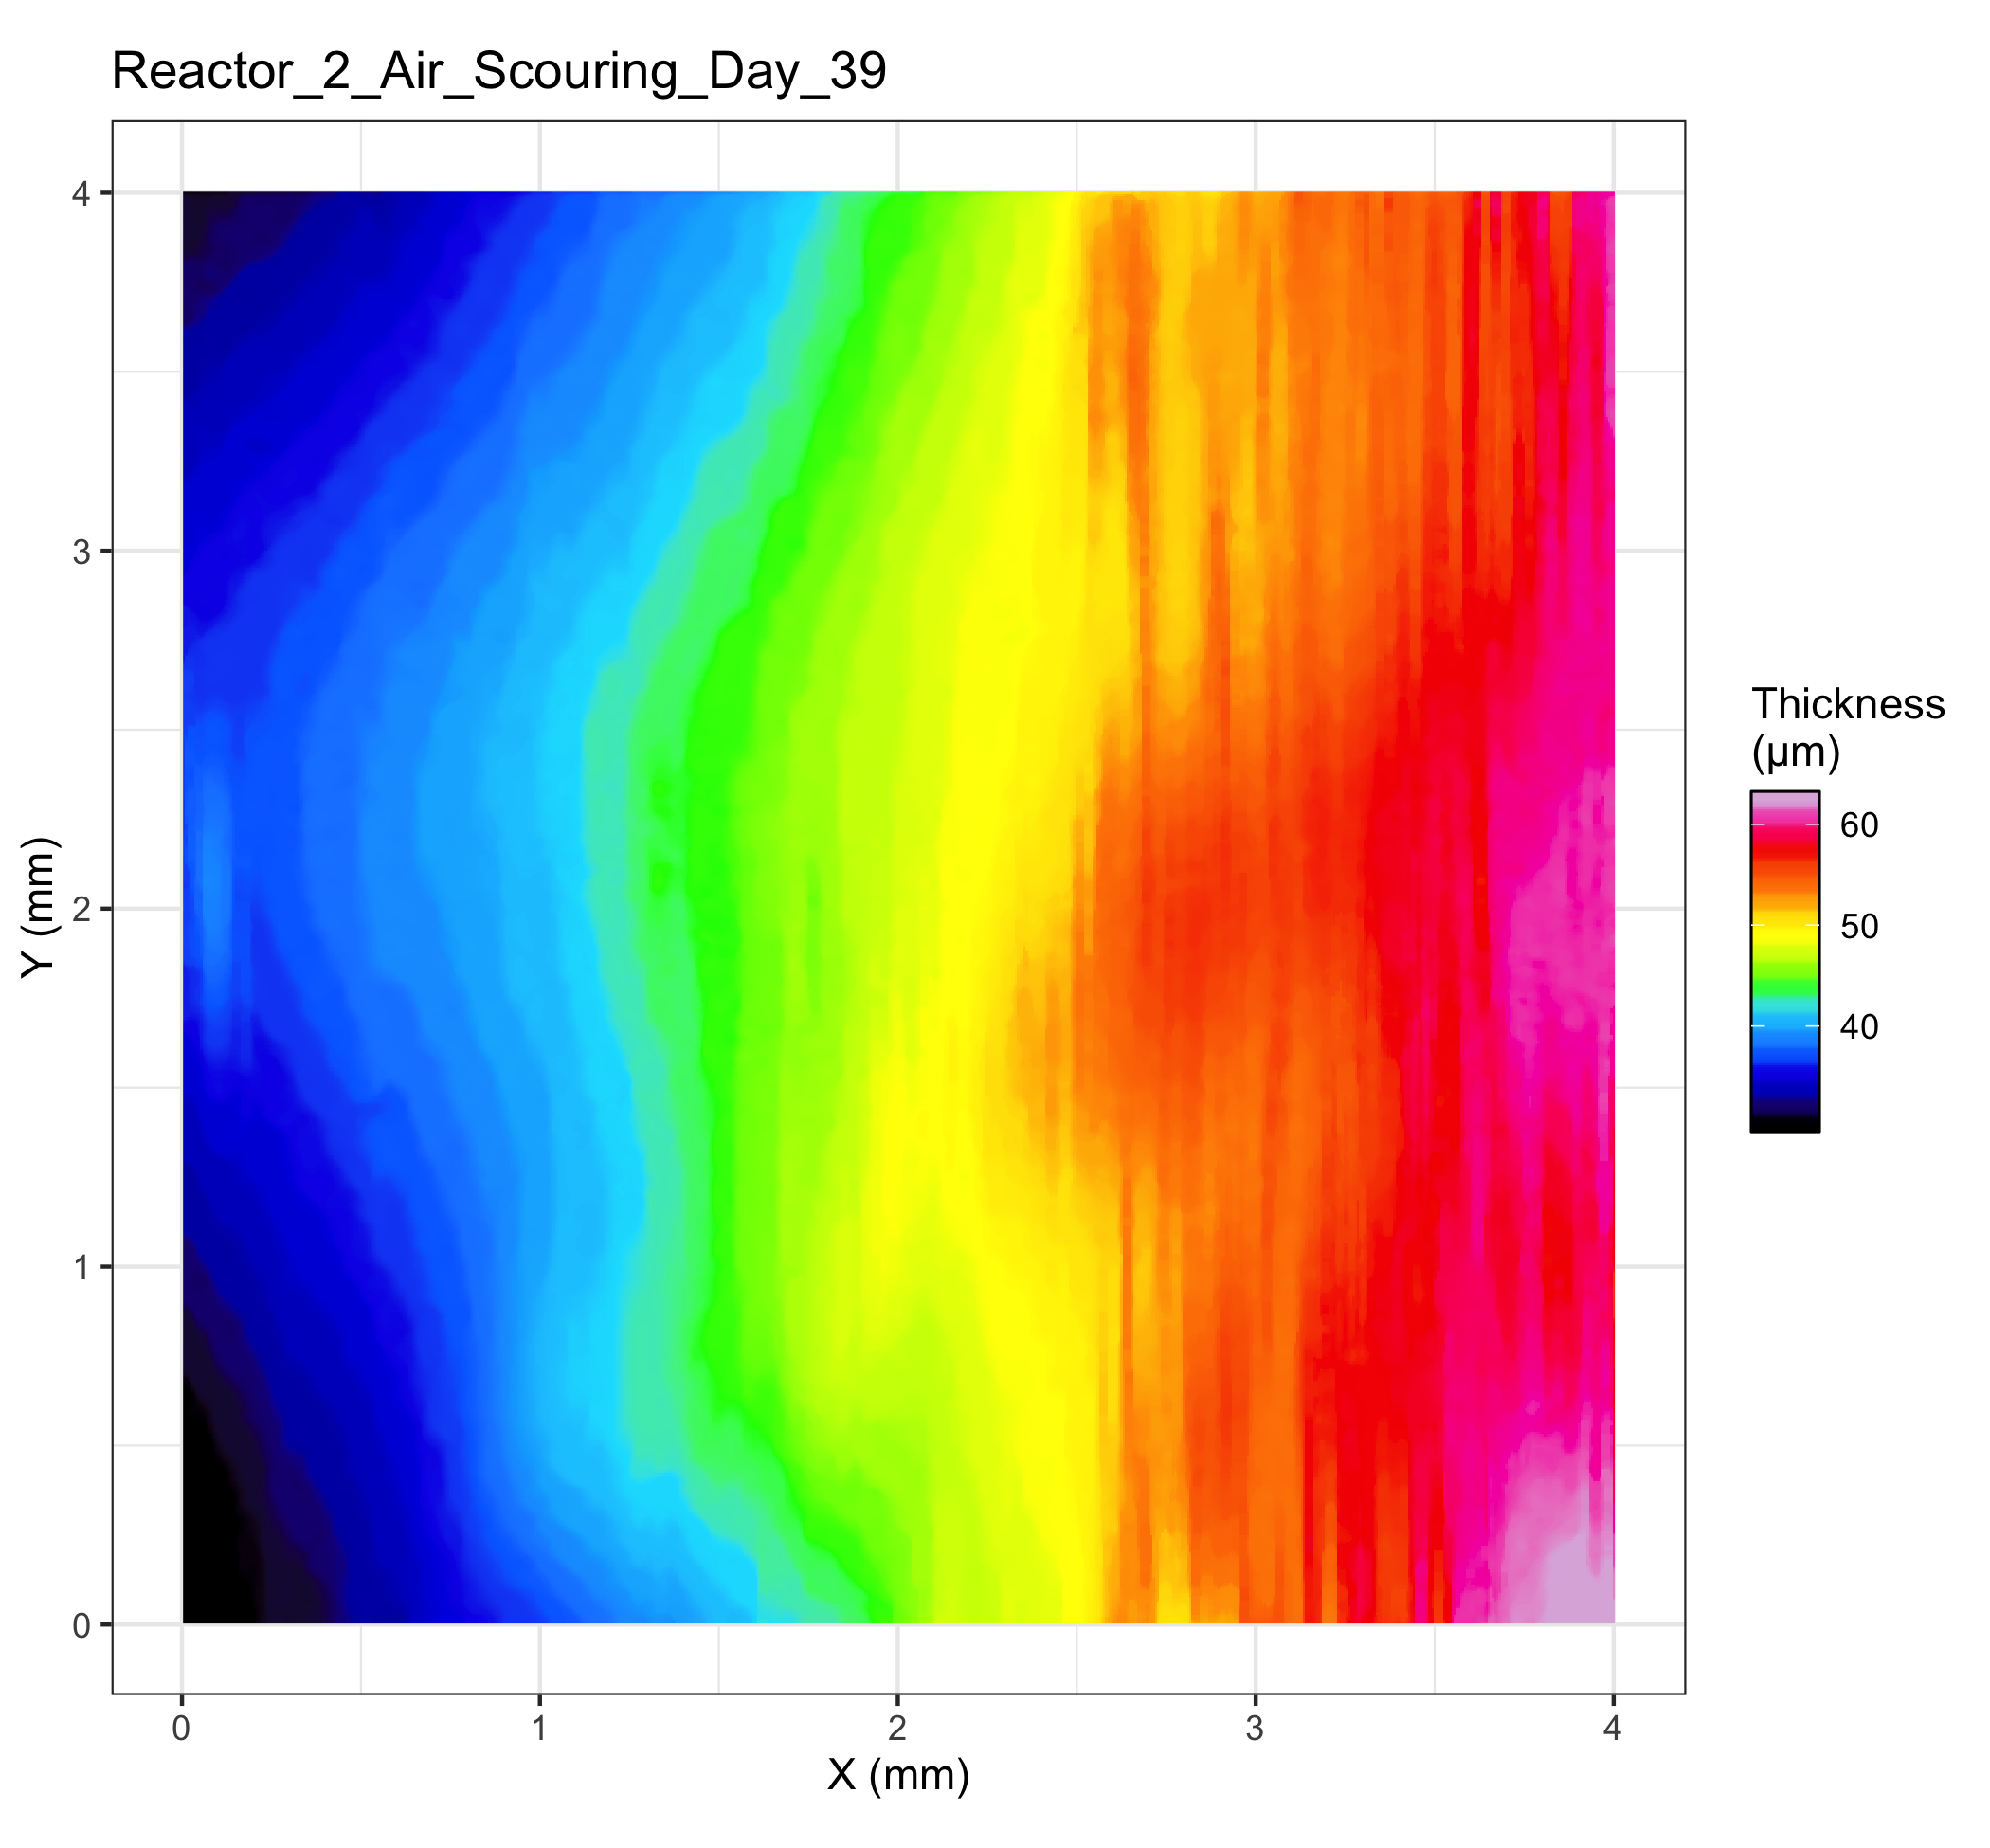 Reactor_2_Air_Scouring_Day_39
4
3
2
1
0
Y (mm)
0 1 2 3 4
X (mm)
Thickness
(µm)
60
50
40